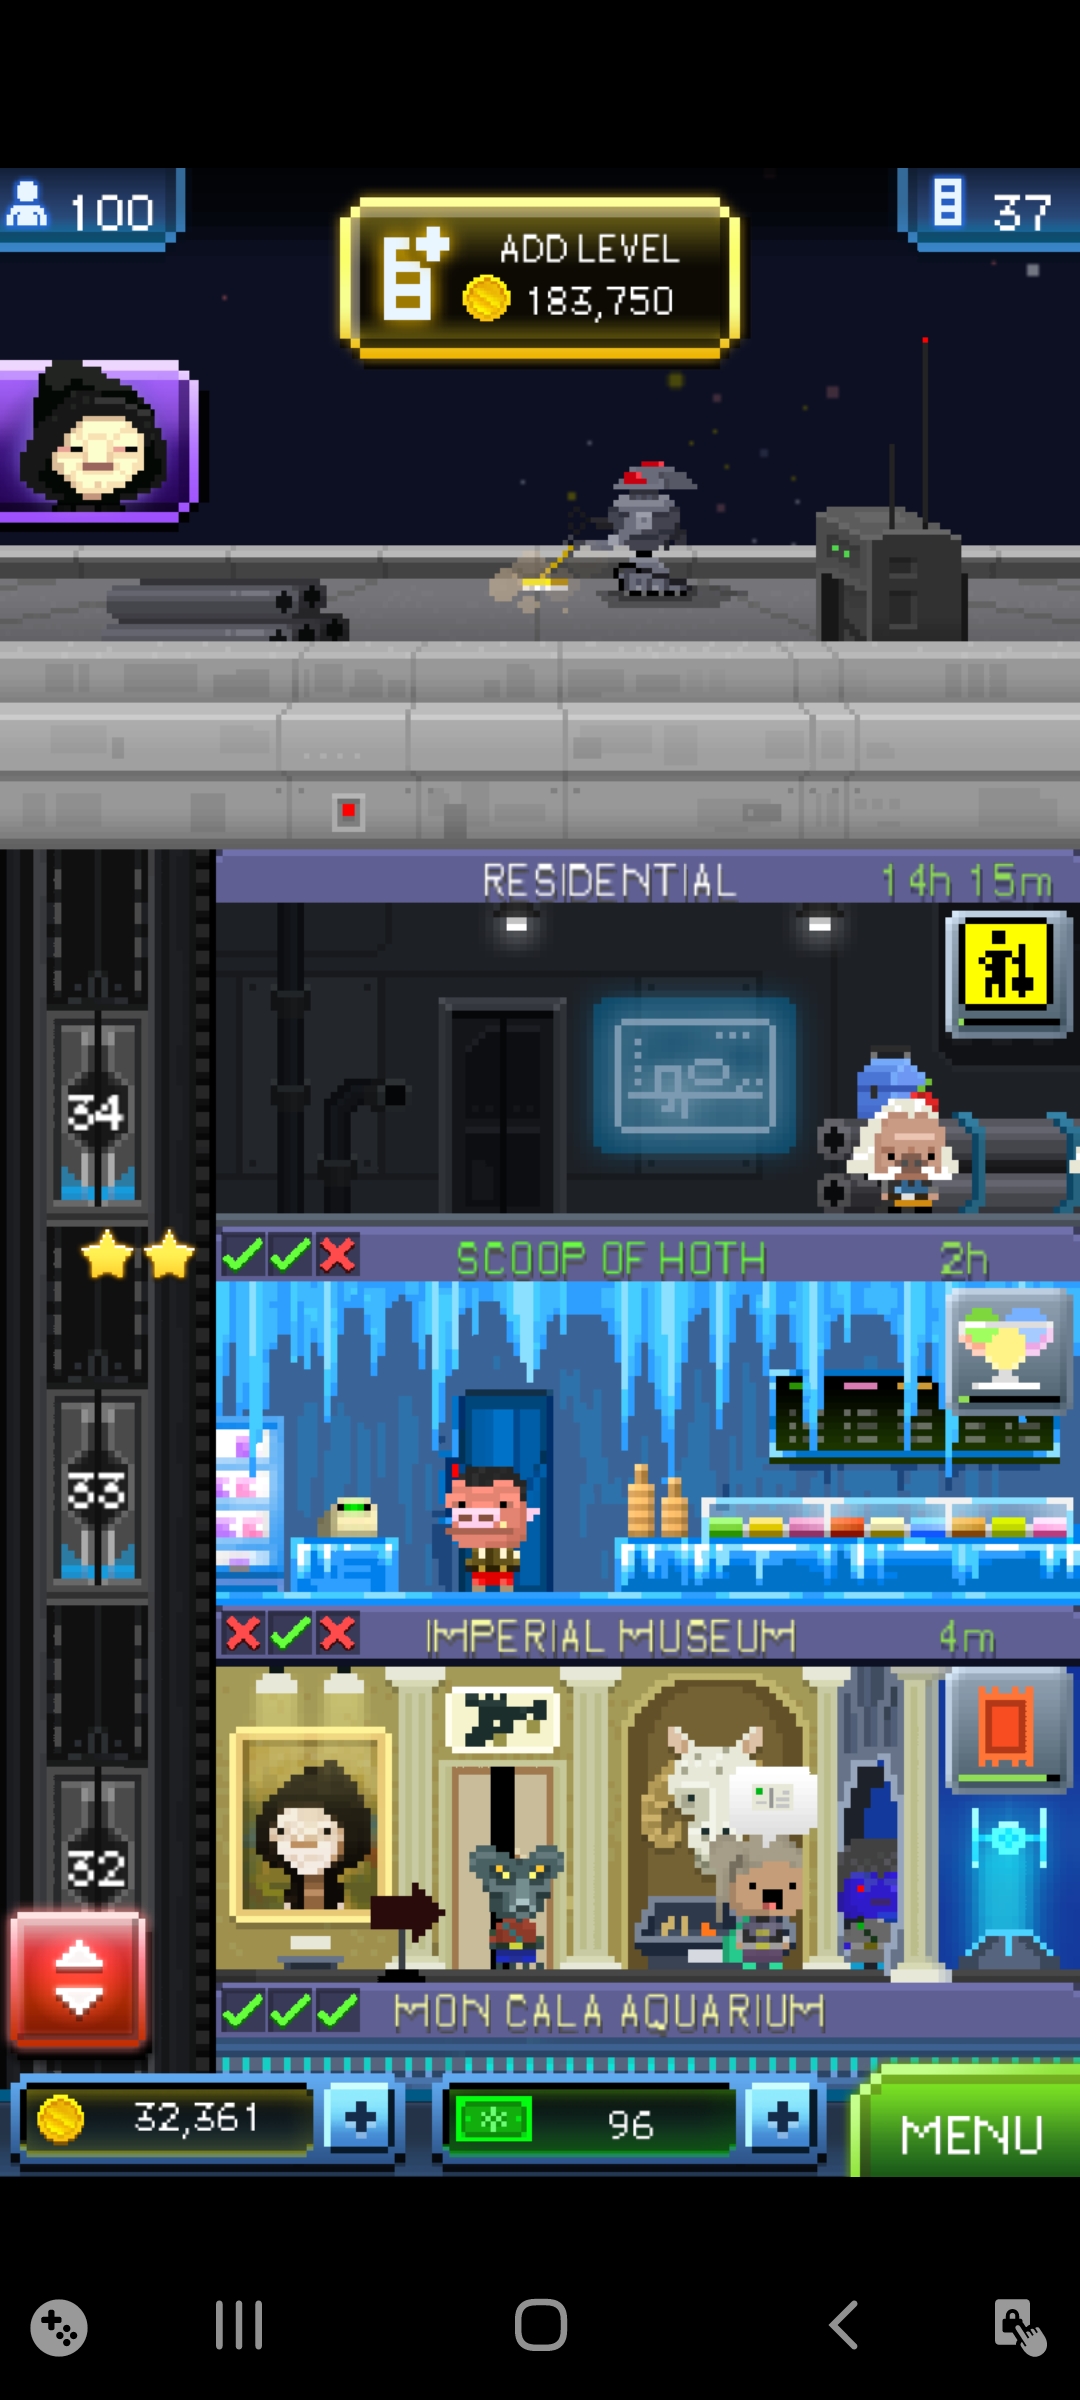 100
ADD LEVEL
183,750
37
RESIDENTIAL 14h 15m
34
SCOOP OF HOTH 2h
33
IMPERIAL MUSEUM 4m
32
MON CALA AQUARIUM
32,361
96
MENU